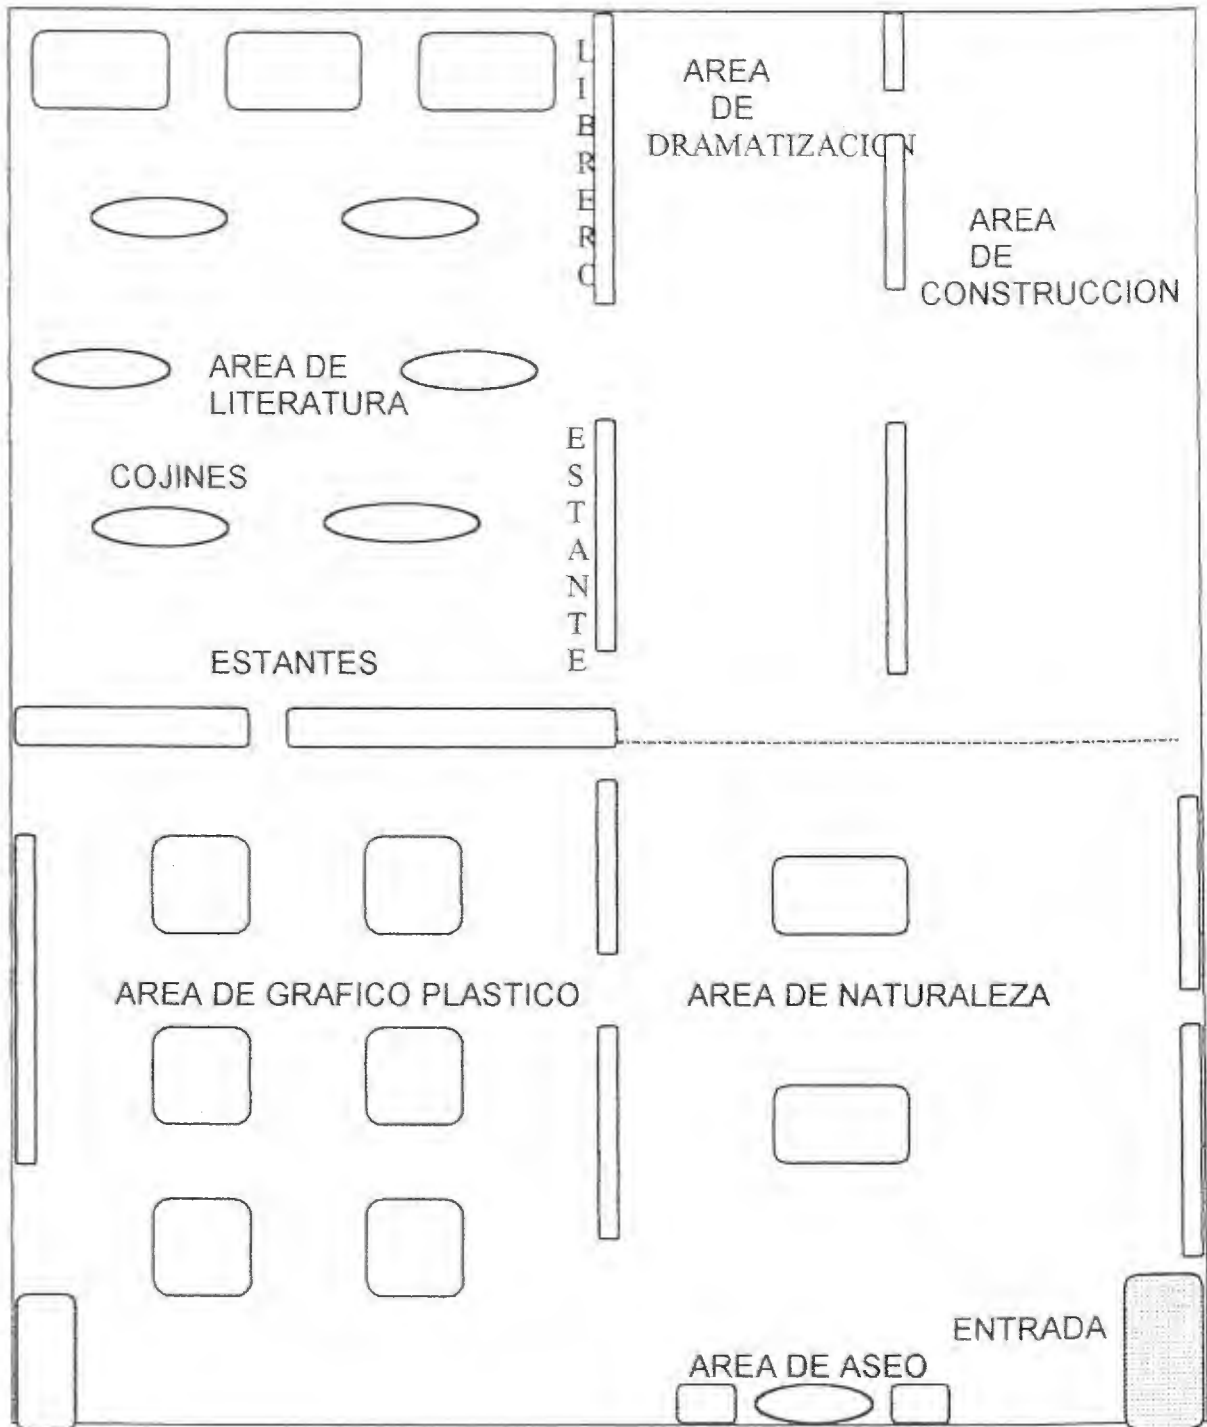 LIBRERO
AREA
DE
DRAMATIZACION
AREA
DE
CONSTRUCCION
AREA DE
LITERATURA
COJINES
ESTANTE
ESTANTES
AREA DE GRAFICO PLASTICO
AREA DE NATURALEZA
ENTRADA
AREA DE ASEO